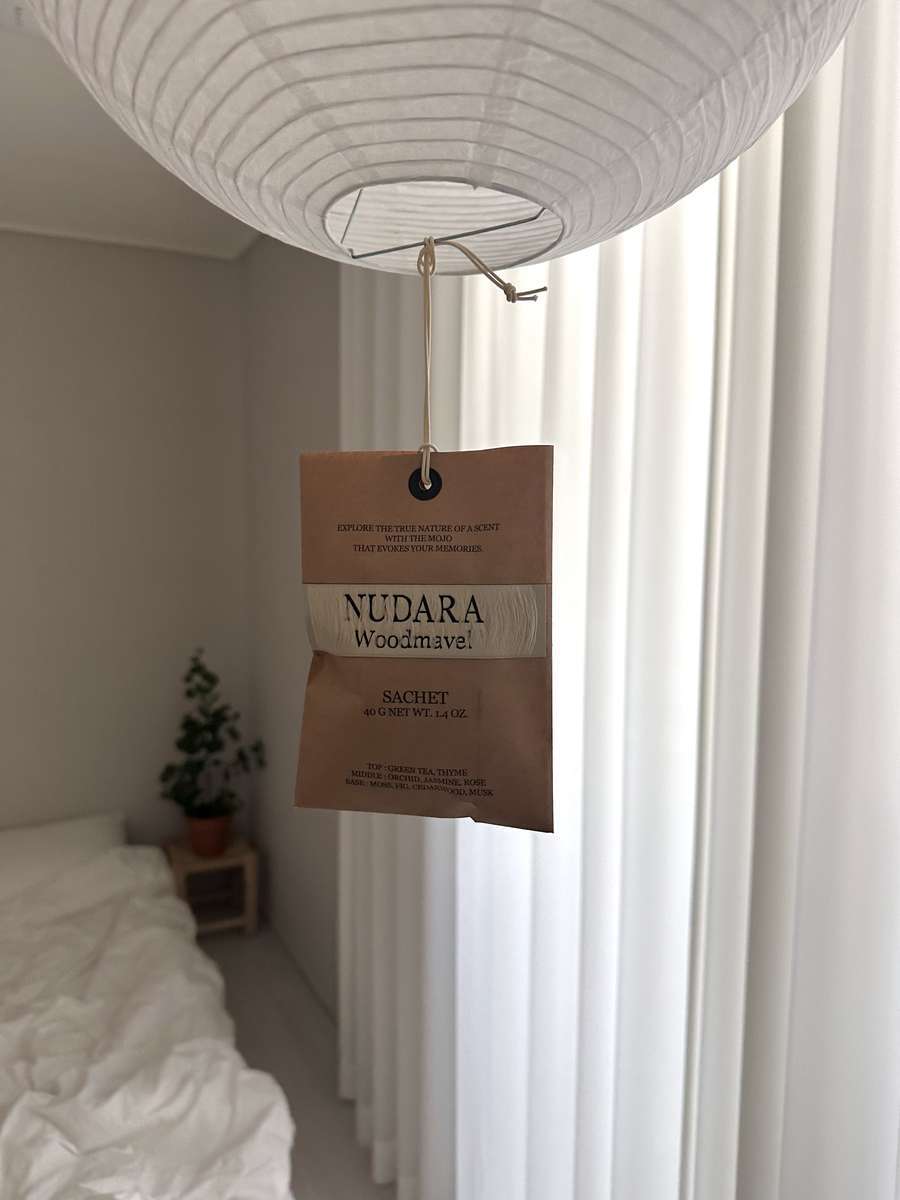 EXPLORE THE TRUE NATURE OF A SCENT
WITH THE MOJO
THAT EVOKES YOUR MEMORIES.
NUDARA
Woodmavel
SACHET
40 G NET WT. 1.4 OZ.
TOP : GREEN TEA, THYME
MIDDLE : ORCHID, JASMINE, ROSE
BASE : MOSS, FIG, CEDARWOOD, MUSK